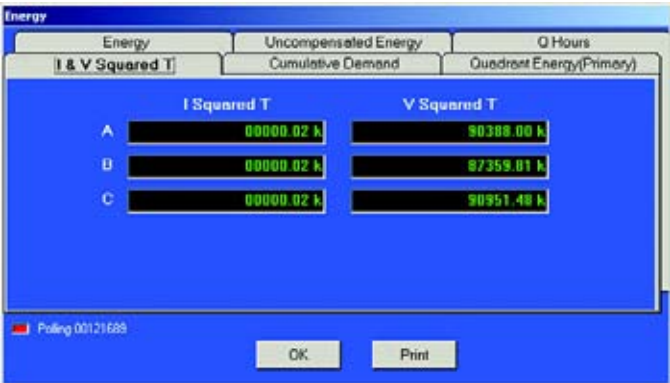 Energy
Energy Uncompensated Energy Q Hours
I & V Squared T Cumulative Demand Quadrant Energy(Primary)
I Squared T V Squared T
A 00000.02 k 90388.00 k
B 00000.02 k 87359.81 k
C 00000.02 k 90951.48 k
Polling 00121689
OK Print